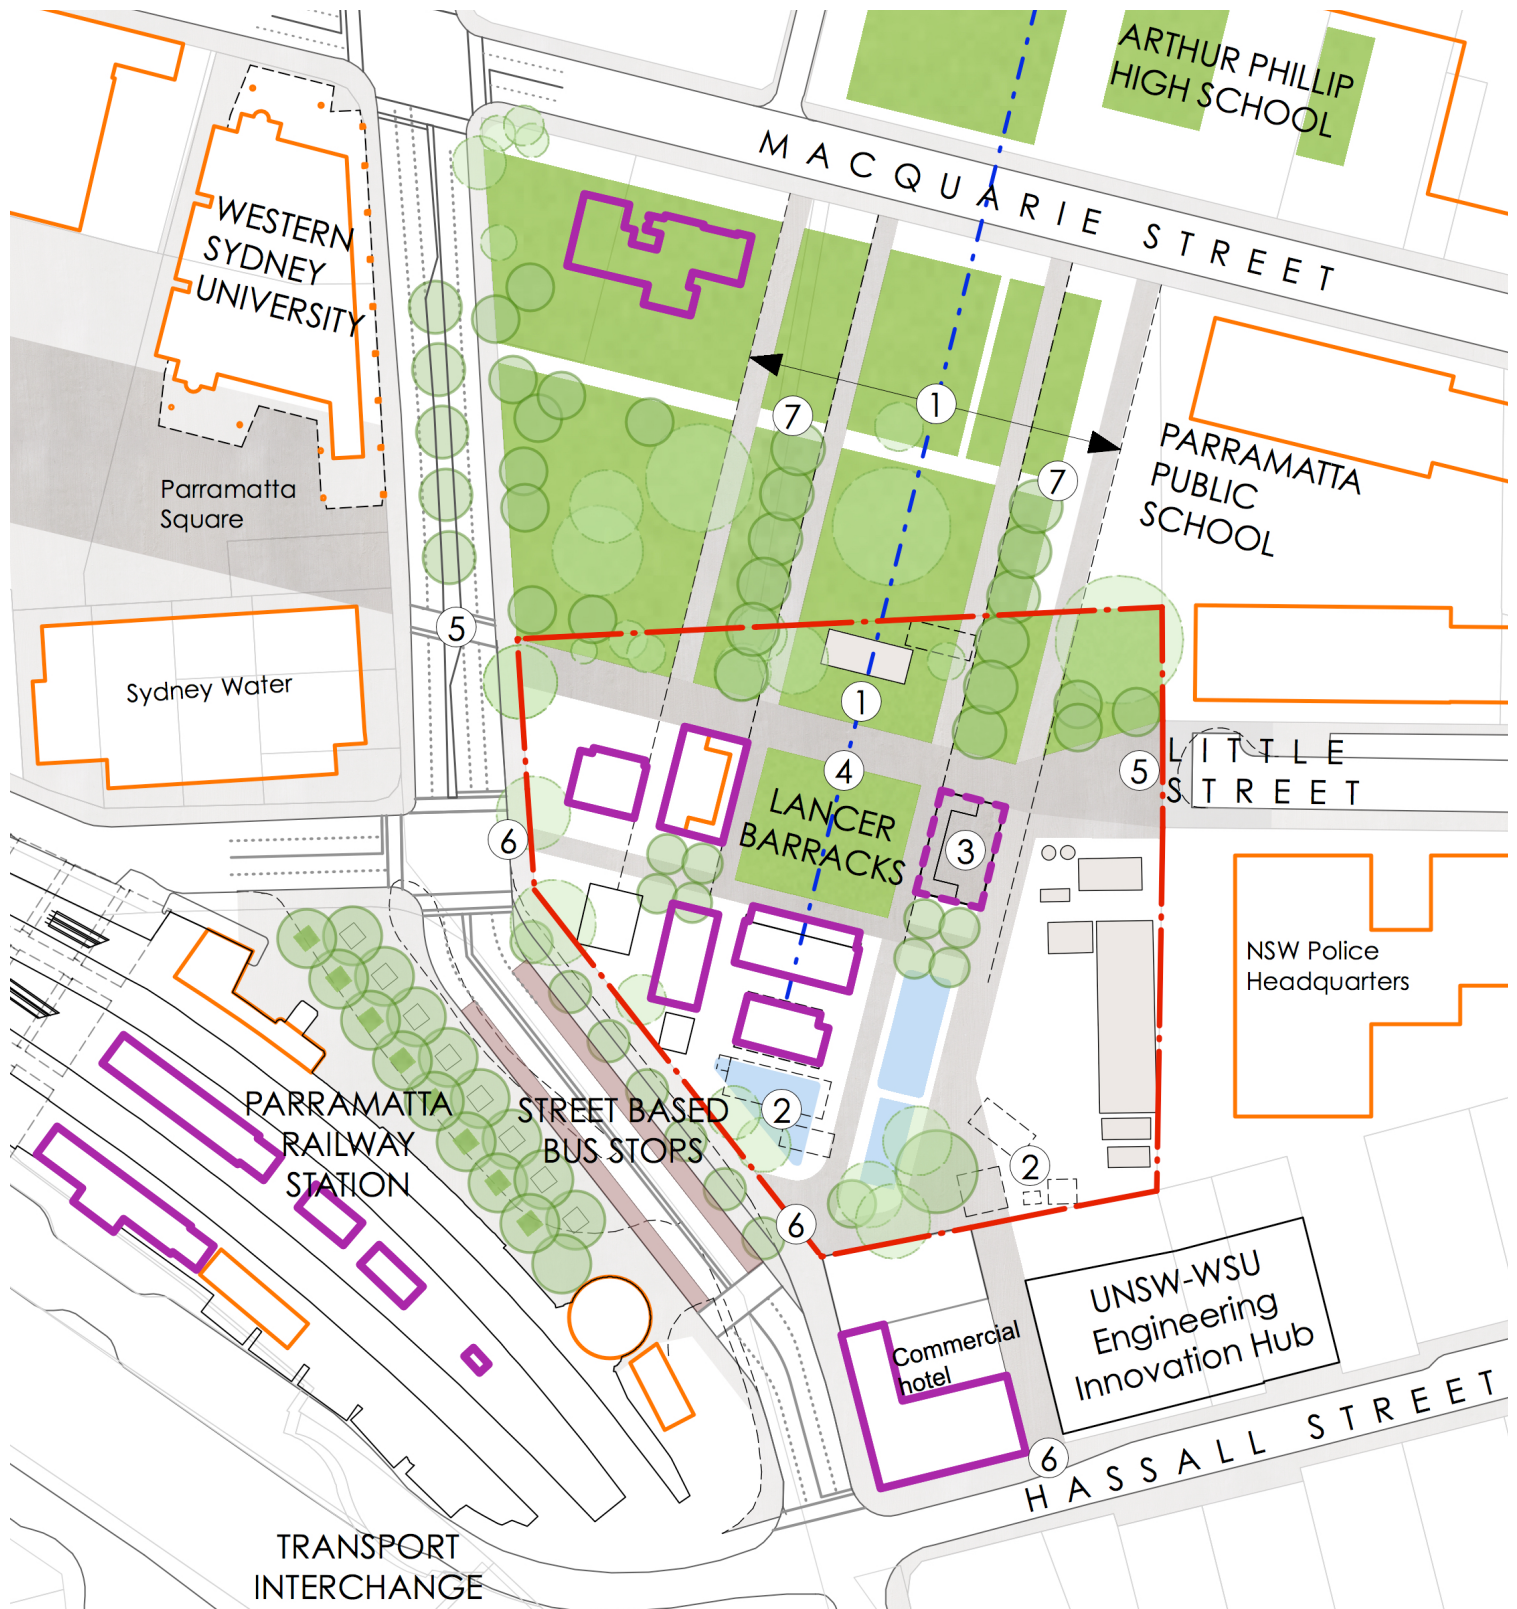 ARTHUR PHILLIP
HIGH SCHOOL
MACQUARIE STREET
WESTERN
SYDNEY
UNIVERSITY
1
7
PARRAMATTA
PUBLIC
SCHOOL
7
Parramatta
Square
5
Sydney Water
1
4
5
LITTLE
STREET
LANCER
BARRACKS
3
6
NSW Police
Headquarters
PARRAMATTA
RAILWAY
STATION
STREET BASED
BUS STOPS
2
2
6
UNSW-WSU
Engineering
Innovation Hub
Commercial
hotel
6
HASSALL STREET
TRANSPORT
INTERCHANGE